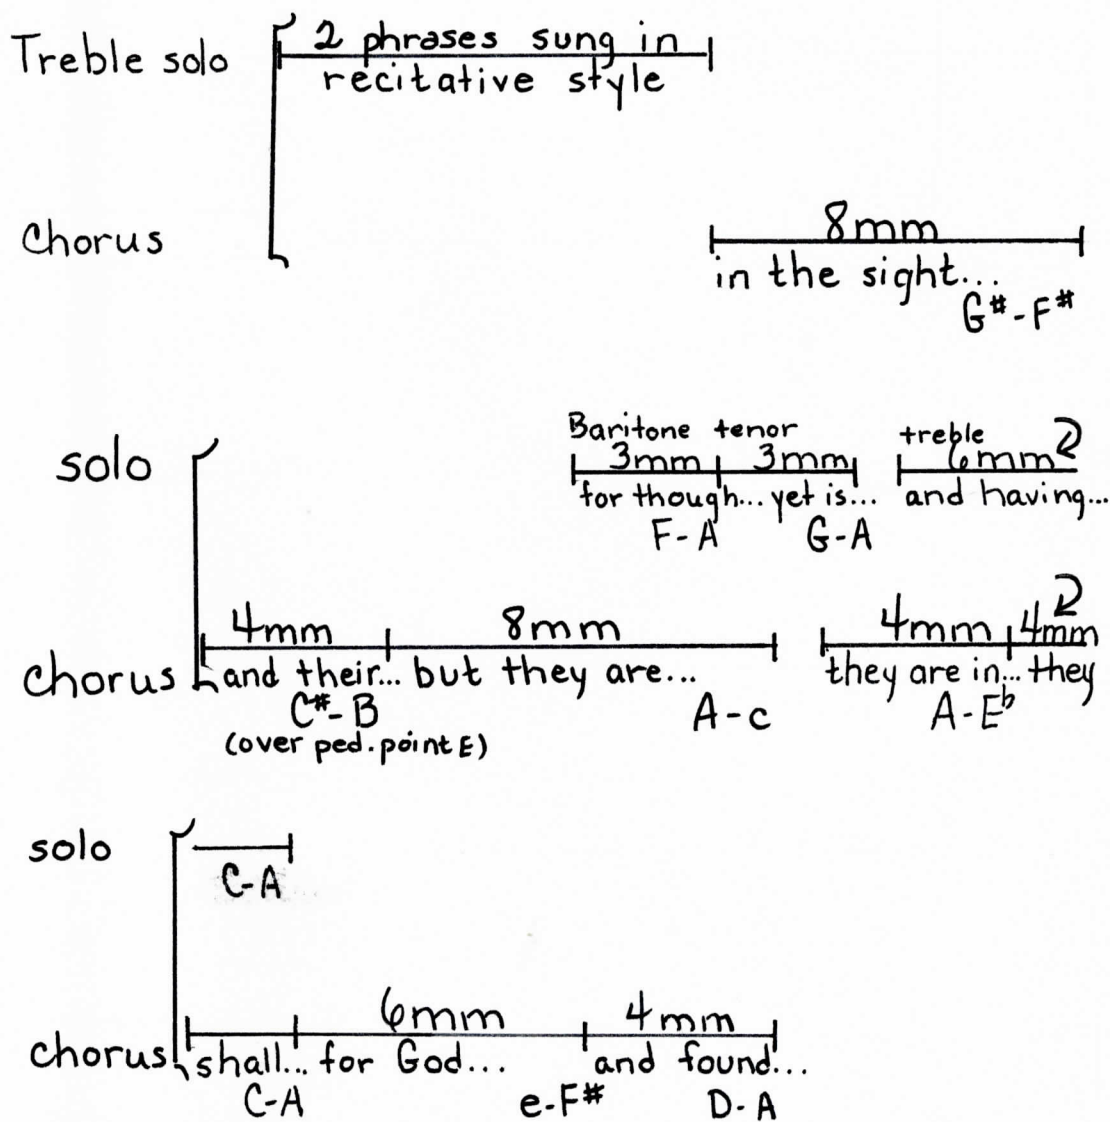 Treble solo
2 phrases sung in
recitative style
Chorus
8mm
in the sight...
G#-F#
solo
Baritone tenor treble
3mm 3mm 6mm
for though... yet is... and having...
F-A G-A
chorus
4mm 8mm 4mm 4mm
and their... but they are... they are in... they
C#-B A-c A-E♭
(over ped. point E)
solo
C-A
chorus
6mm 4mm
shall... for God... and found...
C-A e-F# D-A